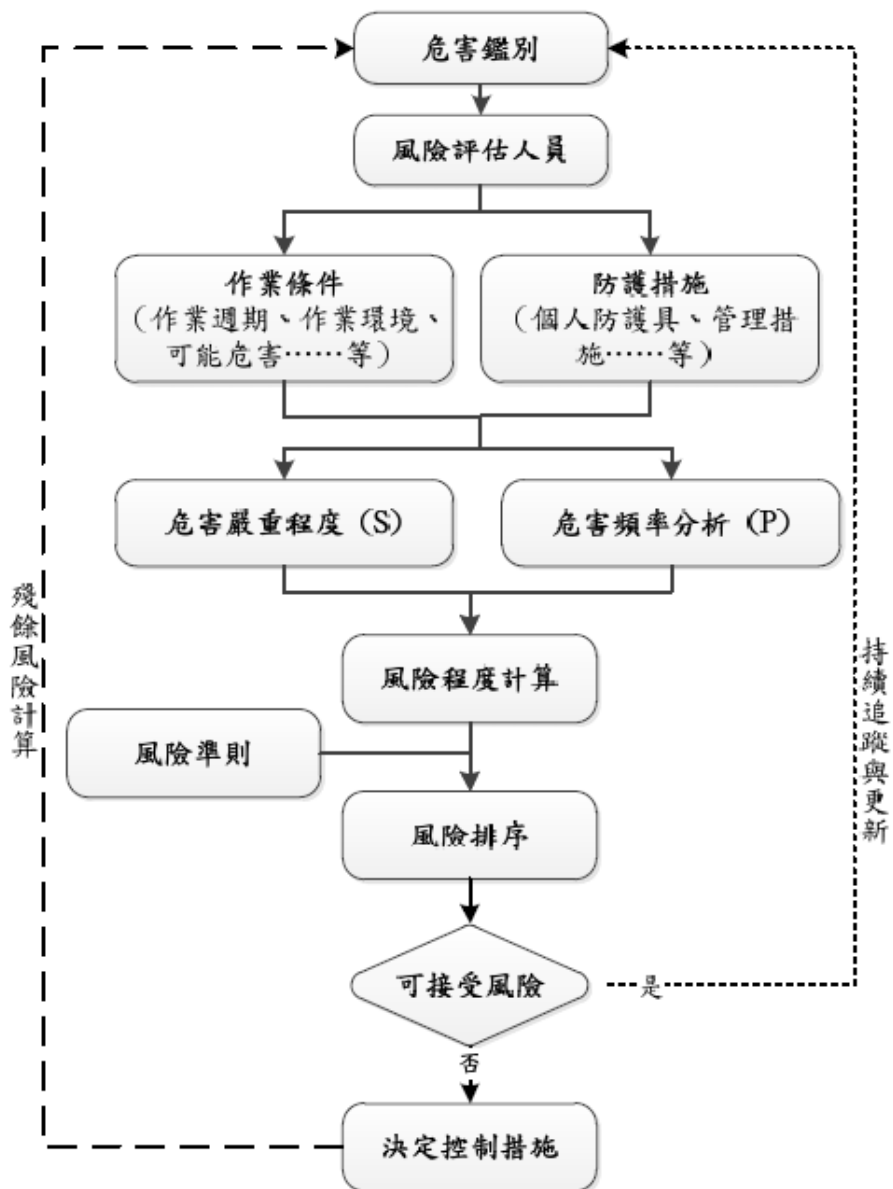 危害鑑別
風險評估人員
作業條件
（作業週期、作業環境、
可能危害……等）
防護措施
（個人防護具、管理措
施……等）
危害嚴重程度（S）
危害頻率分析（P）
風險程度計算
風險準則
風險排序
可接受風險
是
否
決定控制措施
殘餘風險計算
持續追蹤與更新